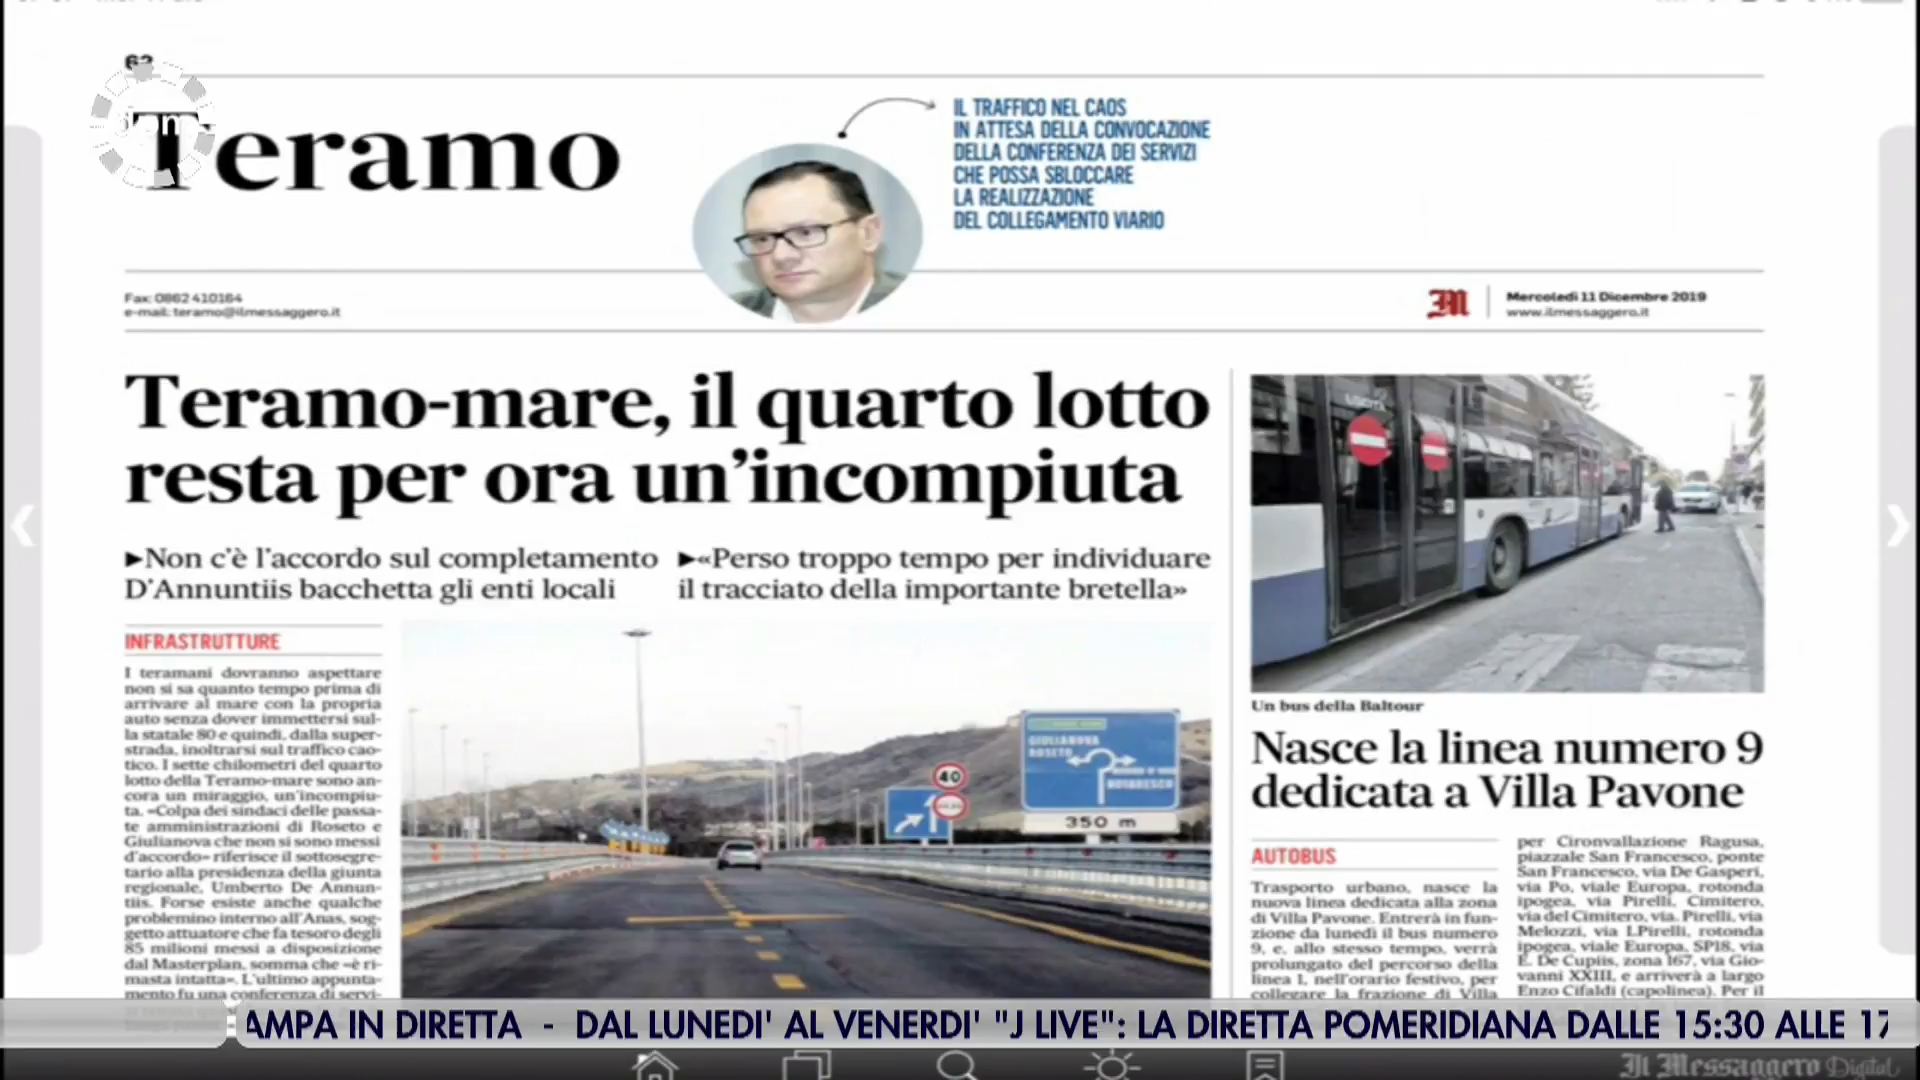 62
Teramo
IL TRAFFICO NEL CAOS
IN ATTESA DELLA CONVOCAZIONE
DELLA CONFERENZA DEI SERVIZI
CHE POSSA SBLOCCARE
LA REALIZZAZIONE
DEL COLLEGAMENTO VIARIO
Fax: 0862 410164
e-mail: teramo@ilmessaggero.it
M
Mercoledì 11 Dicembre 2019
www.ilmessaggero.it
Teramo-mare, il quarto lotto
resta per ora un'incompiuta
►Non c'è l'accordo sul completamento
D'Annuntiis bacchetta gli enti locali
►«Perso troppo tempo per individuare
il tracciato della importante bretella»
INFRASTRUTTURE
I teramani dovranno aspettare
non si sa quanto tempo prima di
arrivare al mare con la propria
auto senza dover immettersi sul-
la statale 80 e quindi, dalla super-
strada, inoltrarsi sul traffico cao-
tico. I sette chilometri del quarto
lotto della Teramo-mare sono an-
cora un miraggio, un'incompiu-
ta. «Colpa dei sindaci delle passa-
te amministrazioni di Roseto e
Giulianova che non si sono messi
d'accordo» riferisce il sottosegre-
tario alla presidenza della giunta
regionale, Umberto De Annun-
tiis. Forse esiste anche qualche
problemino interno all'Anas, sog-
getto attuatore che fa tesoro degli
85 milioni messi a disposizione
dal Masterplan, somma che «è ri-
masta intatta». L'ultimo appunta-
mento fu una conferenza di servi-
GIULIANOVA
ROSETO
NOTARESCO
40
350 m
USCITA
Un bus della Baltour
Nasce la linea numero 9
dedicata a Villa Pavone
AUTOBUS
Trasporto urbano, nasce la
nuova linea dedicata alla zona
di Villa Pavone. Entrerà in fun-
zione da lunedì il bus numero
9, e, allo stesso tempo, verrà
prolungato del percorso della
linea 1, nell'orario festivo, per
collegare la frazione di Villa
per Cironvallazione Ragusa,
piazzale San Francesco, ponte
San Francesco, via De Gasperi,
via Po, viale Europa, rotonda
ipogea, via Pirelli, Cimitero,
via del Cimitero, via. Pirelli, via
Melozzi, via I.Pirelli, rotonda
ipogea, viale Europa, SP18, via
E. De Cupiis, zona 167, via Gio-
vanni XXIII, e arriverà a largo
Enzo Cifaldi (capolinea). Per il
AMPA IN DIRETTA - DAL LUNEDI' AL VENERDI' "J LIVE": LA DIRETTA POMERIDIANA DALLE 15:30 ALLE 17
Il Messaggero Digital